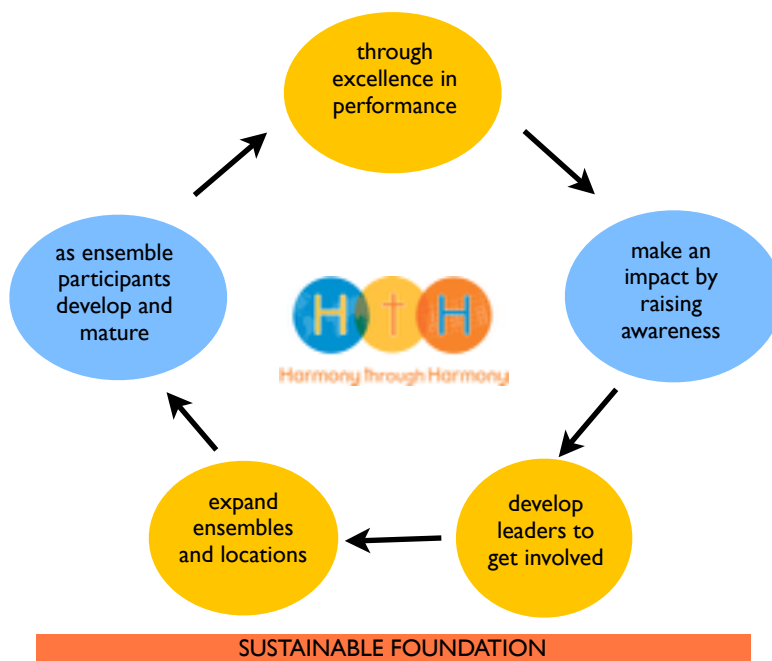 through
excellence in
performance
make an
impact by
raising
awareness
develop
leaders to
get involved
expand
ensembles
and locations
as ensemble
participants
develop and
mature
H t H
Harmony through Harmony
SUSTAINABLE FOUNDATION